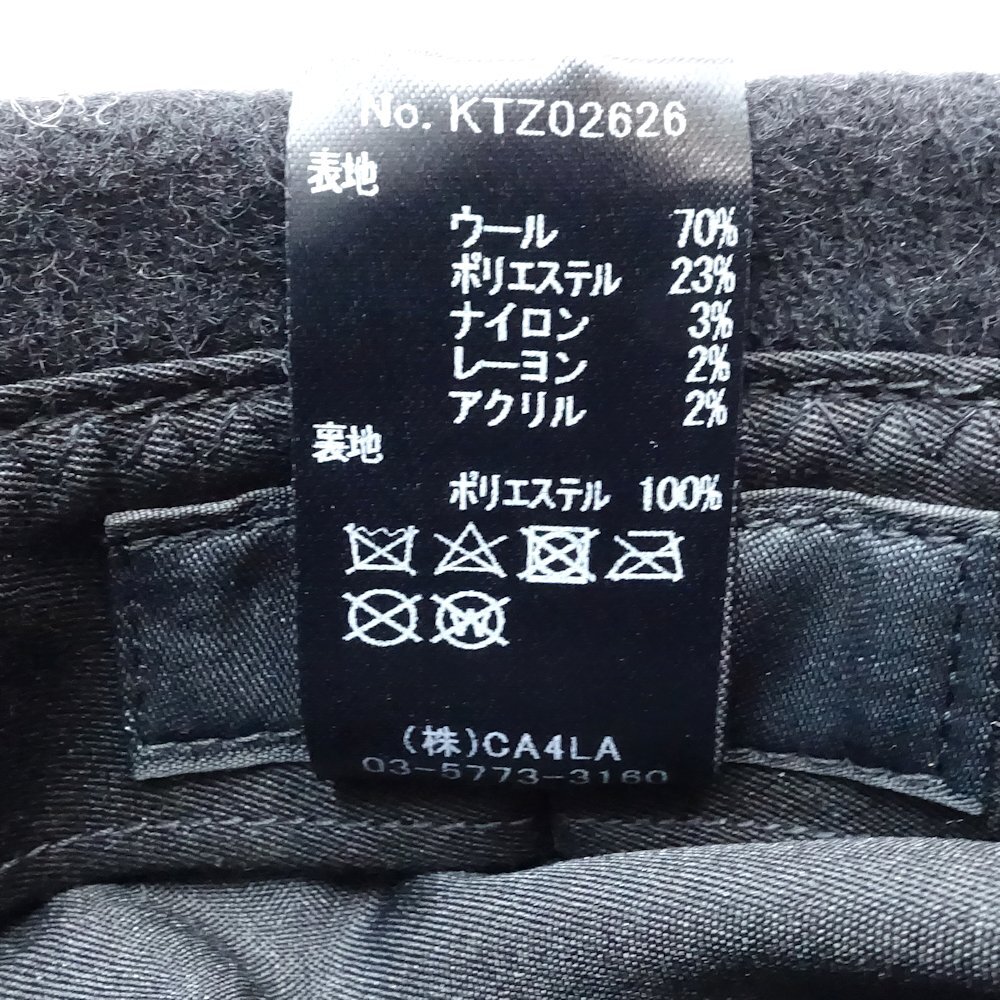 No. KTZ02626
表地
ウール 70%
ポリエステル 23%
ナイロン 3%
レーヨン 2%
アクリル 2%
裏地
ポリエステル 100%
W
(株)CA4LA
03-5773-3160